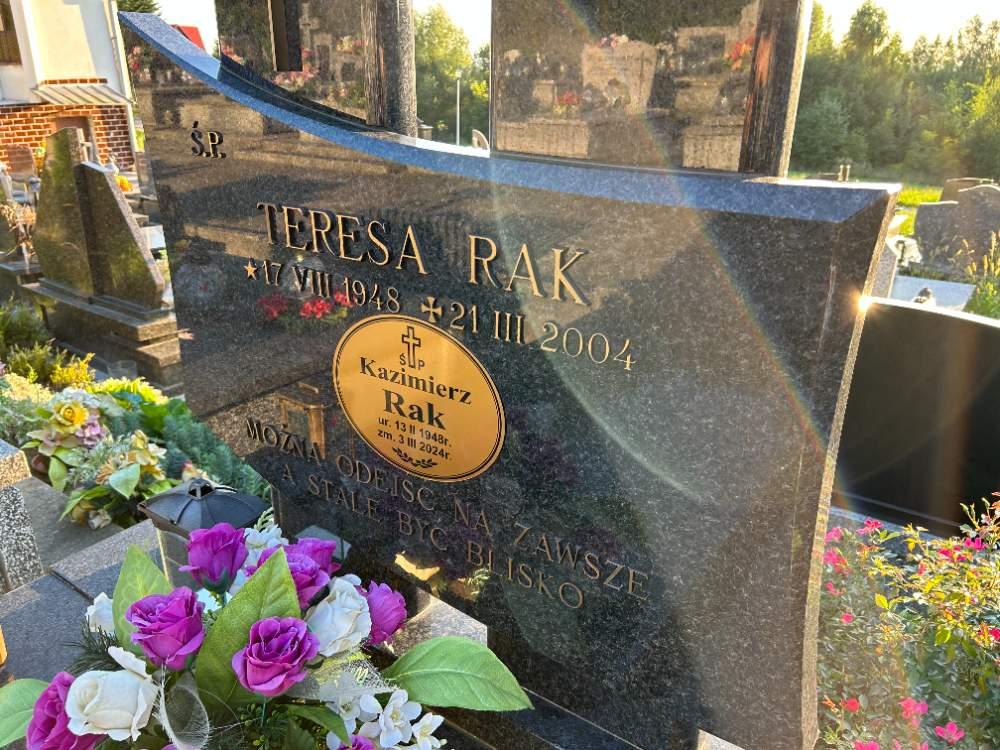 Ś.P.
TERESA RAK
★17 VIII 1948 ✠21 III 2004
Ś P
Kazimierz
Rak
ur. 13 II 1948r.
zm. 3 III 2024r.
MOŻNA ODEJŚĆ NA ZAWSZE
A STALE BYĆ BLISKO